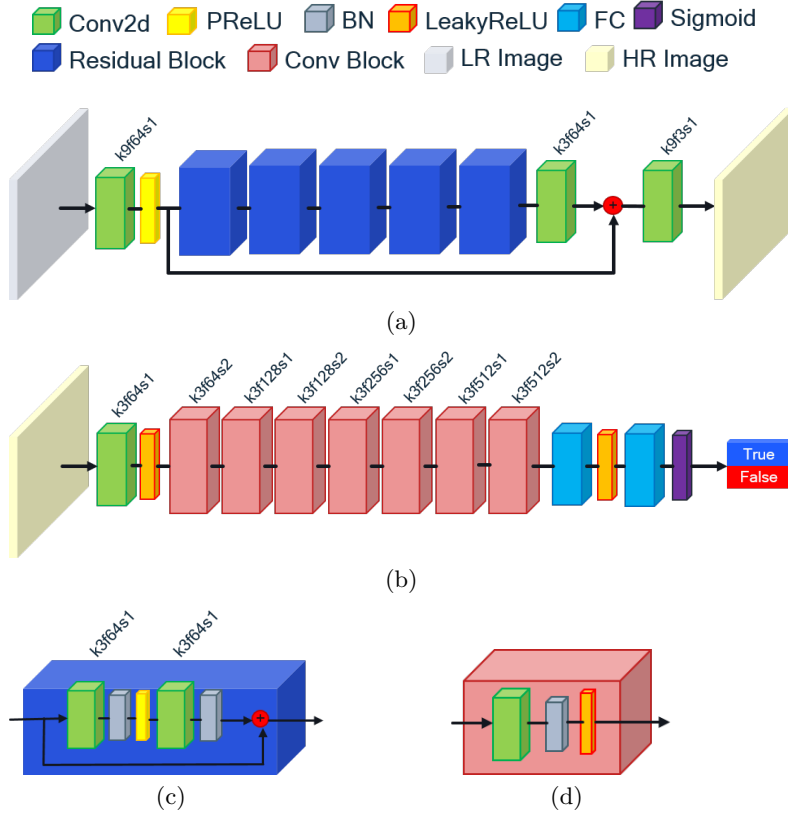 Conv2d PReLU BN LeakyReLU FC Sigmoid
Residual Block Conv Block LR Image HR Image
k9f64s1 k3f64s1 k9f3s1
(a)
k3f64s1 k3f64s2 k3f128s1 k3f128s2 k3f256s1 k3f256s2 k3f512s1 k3f512s2
True
False
(b)
k3f64s1 k3f64s1
(c) (d)